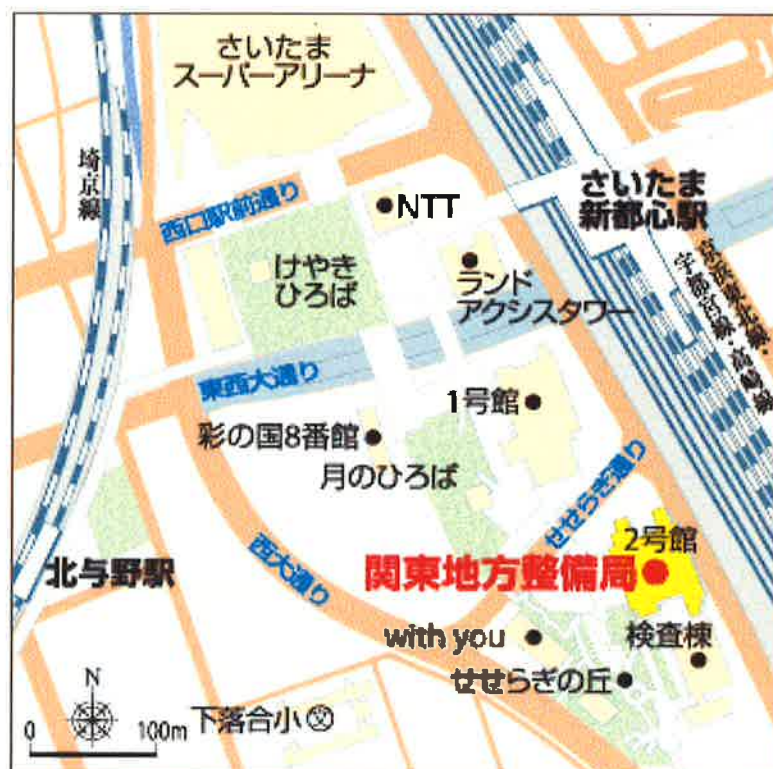 さいたま
スーパーアリーナ
埼京線
西口駅前通り
NTT
さいたま
新都心駅
けやき
ひろば
ランド
アクシスタワー
京浜東北線・
宇都宮線・高崎線
東西大通り
1号館
彩の国8番館
月のひろば
せせらぎ通り
北与野駅
西大通り
2号館
関東地方整備局
with you
検査棟
せせらぎの丘
N
0 100m
下落合小
文